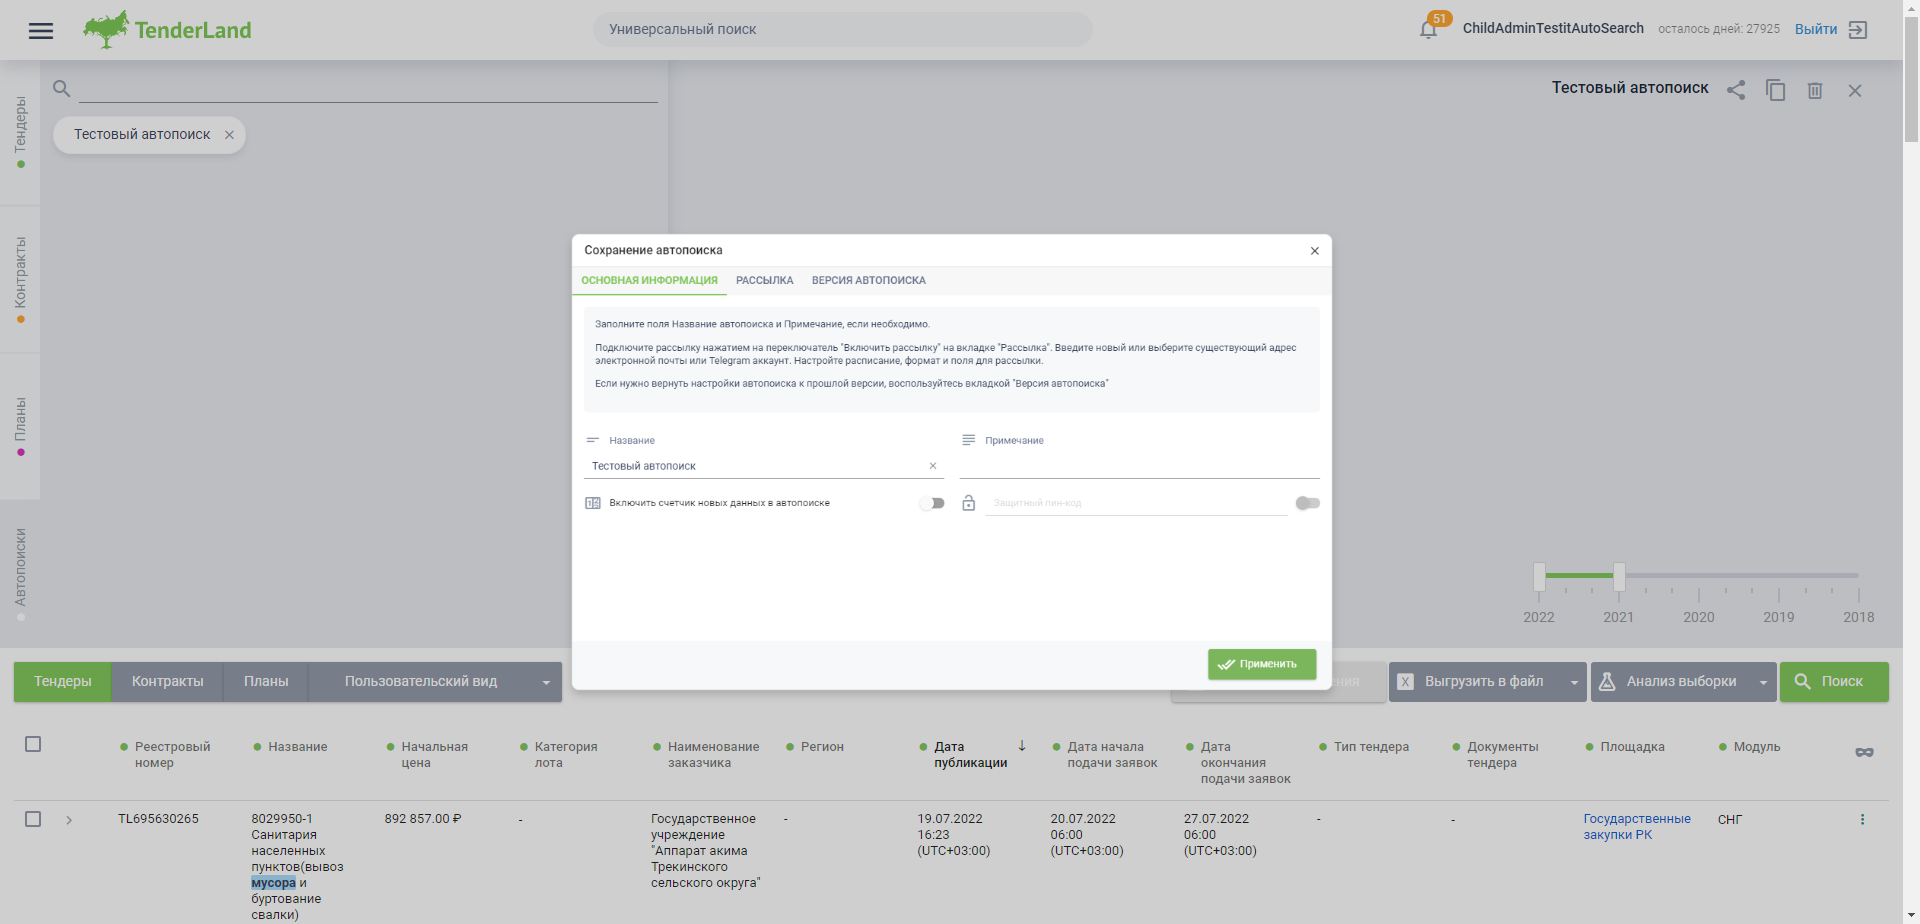 TenderLand
Универсальный поиск
51
ChildAdminTestitAutoSearch
осталось дней: 27925
Выйти
Тендеры
Контракты
Планы
Автопоиски
Тестовый автопоиск
Тестовый автопоиск
Сохранение автопоиска
ОСНОВНАЯ ИНФОРМАЦИЯ
РАССЫЛКА
ВЕРСИЯ АВТОПОИСКА
Заполните поля Название автопоиска и Примечание, если необходимо.
Подключите рассылку нажатием на переключатель "Включить рассылку" на вкладке "Рассылка". Введите новый или выберите существующий адрес
электронной почты или Telegram аккаунт. Настройте расписание, формат и поля для рассылки.
Если нужно вернуть настройки автопоиска к прошлой версии, воспользуйтесь вкладкой "Версия автопоиска"
Название
Примечание
Тестовый автопоиск
Включить счетчик новых данных в автопоиске
Защитный пин-код
Применить
2022
2021
2020
2019
2018
Тендеры
Контракты
Планы
Пользовательский вид
Выгрузить в файл
Анализ выборки
Поиск
Реестровый
номер
Название
Начальная
цена
Категория
лота
Наименование
заказчика
Регион
Дата
публикации
Дата начала
подачи заявок
Дата
окончания
подачи заявок
Тип тендера
Документы
тендера
Площадка
Модуль
TL695630265
8029950-1
Санитария
населенных
пунктов(вывоз
мусора и
буртование
свалки)
892 857.00 ₽
-
Государственное
учреждение
"Аппарат акима
Трекинского
сельского округа"
-
19.07.2022
16:23
(UTC+03:00)
20.07.2022
06:00
(UTC+03:00)
27.07.2022
06:00
(UTC+03:00)
-
-
Государственные
закупки РК
СНГ